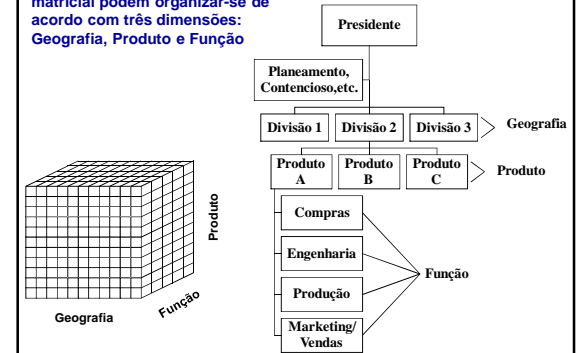 matricial podem organizar-se de
acordo com três dimensões:
Geografia, Produto e Função
Presidente
Planeamento,
Contencioso,etc.
Divisão 1
Divisão 2
Divisão 3
Geografia
Produto
A
Produto
B
Produto
C
Produto
Compras
Engenharia
Produção
Marketing/
Vendas
Função
Produto
Função
Geografia